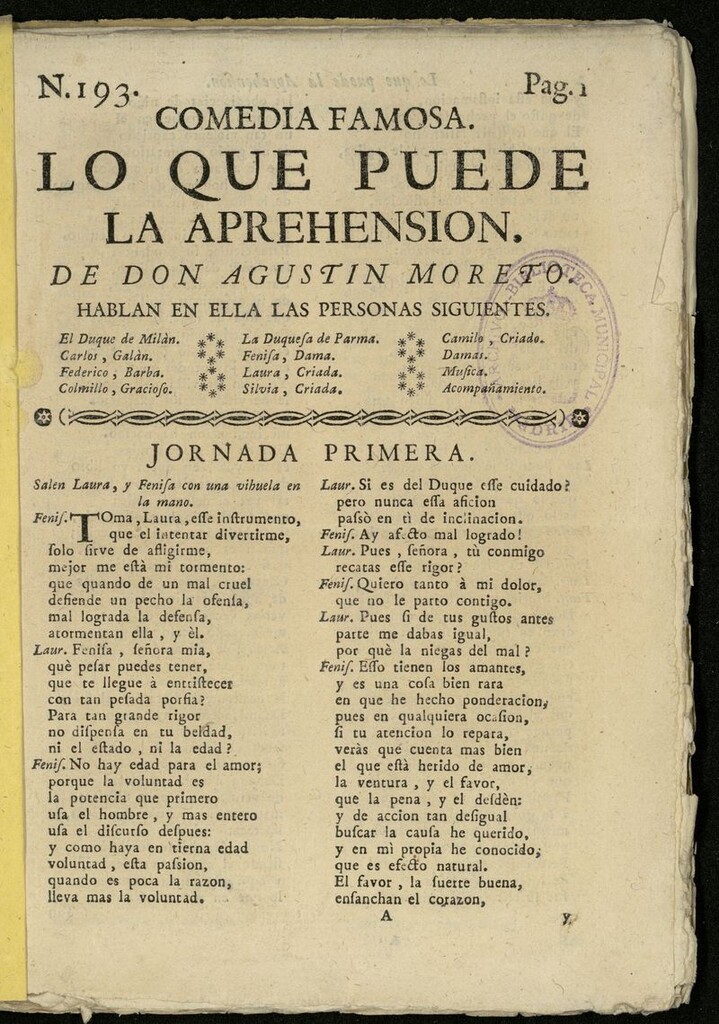 N.193.
Pag.1
COMEDIA FAMOSA.
LO QUE PUEDE
LA APREHENSION.
DE DON AGUSTIN MORETO.
HABLAN EN ELLA LAS PERSONAS SIGUIENTES.
El Duque de Milàn.
Carlos, Galàn.
Federico, Barba.
Colmillo, Gracioſo.
La Duqueſa de Parma.
Feniſa, Dama.
Laura, Criada.
Silvia, Criada.
Camilo, Criado.
Damas.
Muſica.
Acompañamiento.
BIBLIOTECA MUNICIPAL
JORNADA PRIMERA.
Salen Laura, y Feniſa con una vihuela en
la mano.
Feniſ. TOma, Laura, eſſe inſtrumento,
que el intentar divertirme,
ſolo ſirve de afligirme,
mejor me eſtà mi tormento:
que quando de un mal cruel
defiende un pecho la ofenſa,
mal lograda la defenſa,
atormentan ella, y èl.
Laur. Feniſa, ſeñora mia,
què peſar puedes tener,
que te llegue à entriſtecer
con tan peſada porfia?
Para tan grande rigor
no diſpenſa en tu beldad,
ni el eſtado, ni la edad?
Feniſ. No hay edad para el amor;
porque la voluntad es
la potencia que primero
uſa el hombre, y mas entero
uſa el diſcurſo deſpues:
y como haya en tierna edad
voluntad, eſta paſsion,
quando es poca la razon,
lleva mas la voluntad.
Laur. Si es del Duque eſſe cuidado?
pero nunca eſſa aficion
paſsò en tì de inclinacion.
Feniſ. Ay afecto mal logrado!
Laur. Pues, ſeñora, tù conmigo
recatas eſſe rigor?
Feniſ. Quiero tanto à mi dolor,
que no le parto contigo.
Laur. Pues ſi de tus guſtos antes
parte me dabas igual,
por què la niegas del mal?
Feniſ. Eſſo tienen los amantes,
y es una coſa bien rara
en que he hecho ponderacion,
pues en qualquiera ocaſion,
ſi tu atencion lo repara,
veràs que cuenta mas bien
el que eſtà herido de amor,
la ventura, y el favor,
que la pena, y el deſdèn:
y de accion tan deſigual
buſcar la cauſa he querido,
y en mì propia he conocido,
que es efecto natural.
El favor, la ſuerte buena,
enſanchan el corazon,
A
y